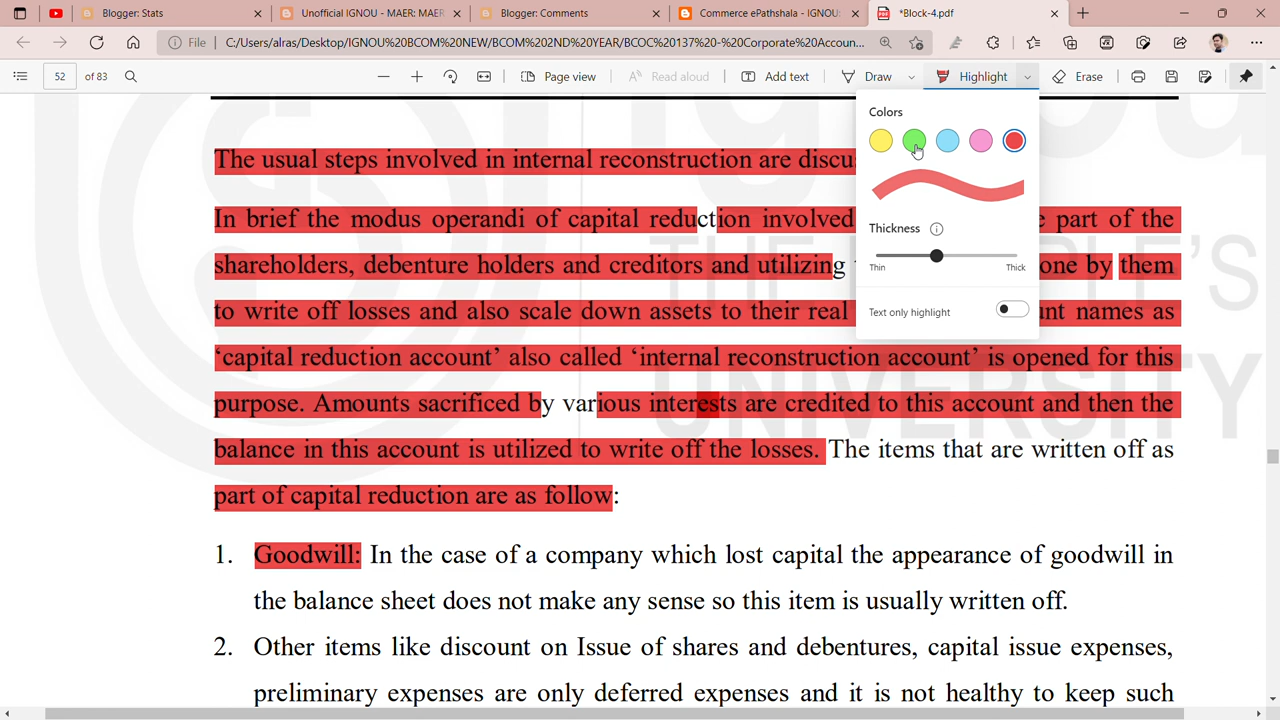 Blogger: Stats
Unofficial IGNOU - MAER: MAER
Blogger: Comments
Commerce ePathshala - IGNOU
*Block-4.pdf
File
C:/Users/alras/Desktop/IGNOU%20BCOM%20NEW/BCOM%202ND%20YEAR/BCOC%20137%20-%20Corporate%20Accoun...
52 of 83
Page view
Read aloud
Add text
Draw
Highlight
Erase
Colors
Thickness
Thin
Thick
Text only highlight
The usual steps involved in internal reconstruction are discu
In brief the modus operandi of capital reduction involved part of the
shareholders, debenture holders and creditors and utilizing one by them
to write off losses and also scale down assets to their real nt names as
‘capital reduction account’ also called ‘internal reconstruction account’ is opened for this
purpose. Amounts sacrificed by various interests are credited to this account and then the
balance in this account is utilized to write off the losses. The items that are written off as
part of capital reduction are as follow:
1. Goodwill: In the case of a company which lost capital the appearance of goodwill in
the balance sheet does not make any sense so this item is usually written off.
2. Other items like discount on Issue of shares and debentures, capital issue expenses,
preliminary expenses are only deferred expenses and it is not healthy to keep such
THE PEOPLE’S
UNIVERSITY